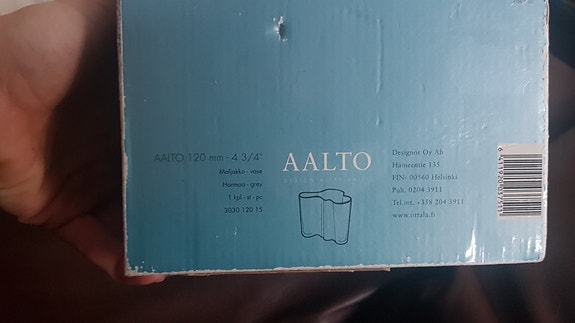 AALTO 120 mm - 4 3/4"
Maljakko - vase
Harmaa - grey
1 kpl - st - pc
3030 120 15
AALTO
Designor Oy Ab
Hämeentie 135
FIN- 00560 Helsinki
Puh. 0204 3911
Tel.int. +358 204 3911
www.iittala.fi